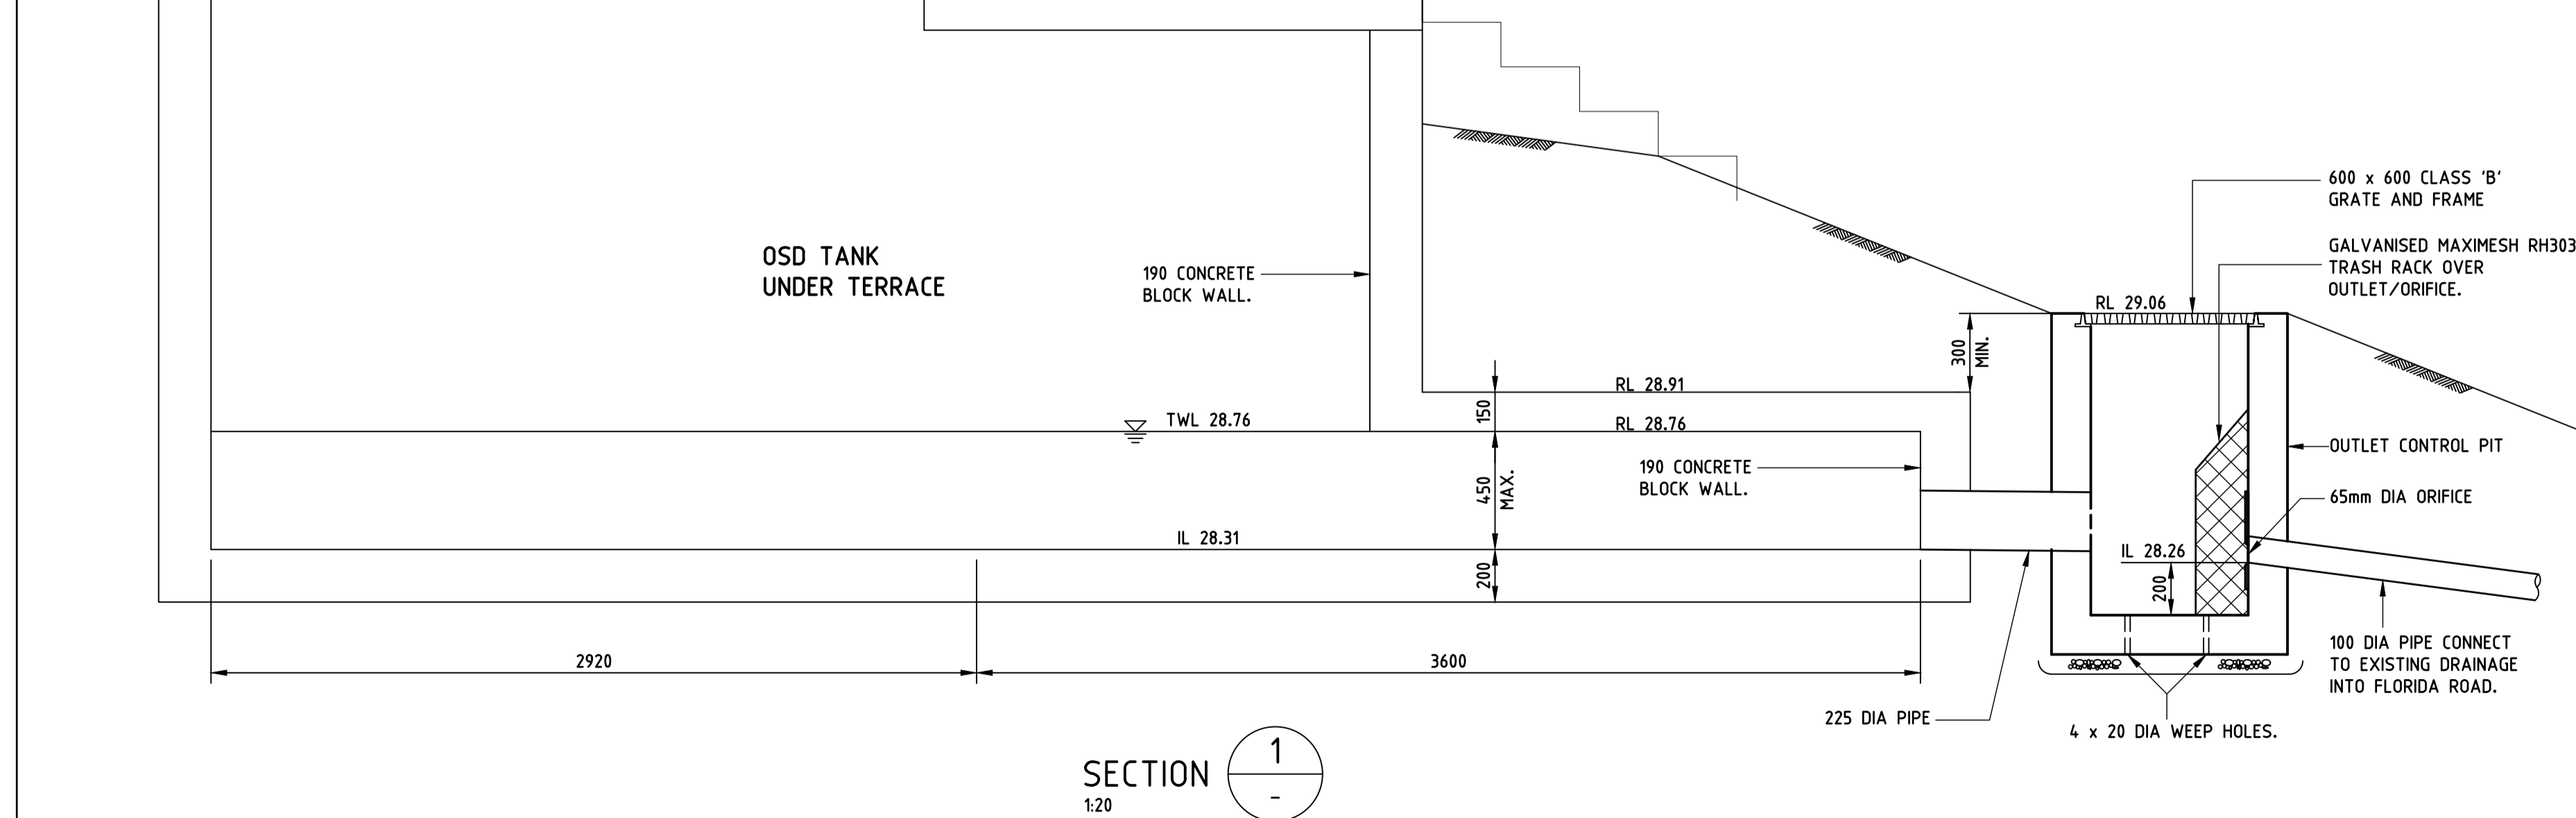 OSD TANK
UNDER TERRACE
190 CONCRETE
BLOCK WALL.
600 x 600 CLASS 'B'
GRATE AND FRAME
GALVANISED MAXIMESH RH303
TRASH RACK OVER
OUTLET/ORIFICE.
RL 29.06
300
MIN.
RL 28.91
150
TWL 28.76
RL 28.76
190 CONCRETE
BLOCK WALL.
450
MAX.
OUTLET CONTROL PIT
65mm DIA ORIFICE
IL 28.31
IL 28.26
200
200
2920
3600
100 DIA PIPE CONNECT
TO EXISTING DRAINAGE
INTO FLORIDA ROAD.
225 DIA PIPE
4 x 20 DIA WEEP HOLES.
SECTION
1:20
1
-